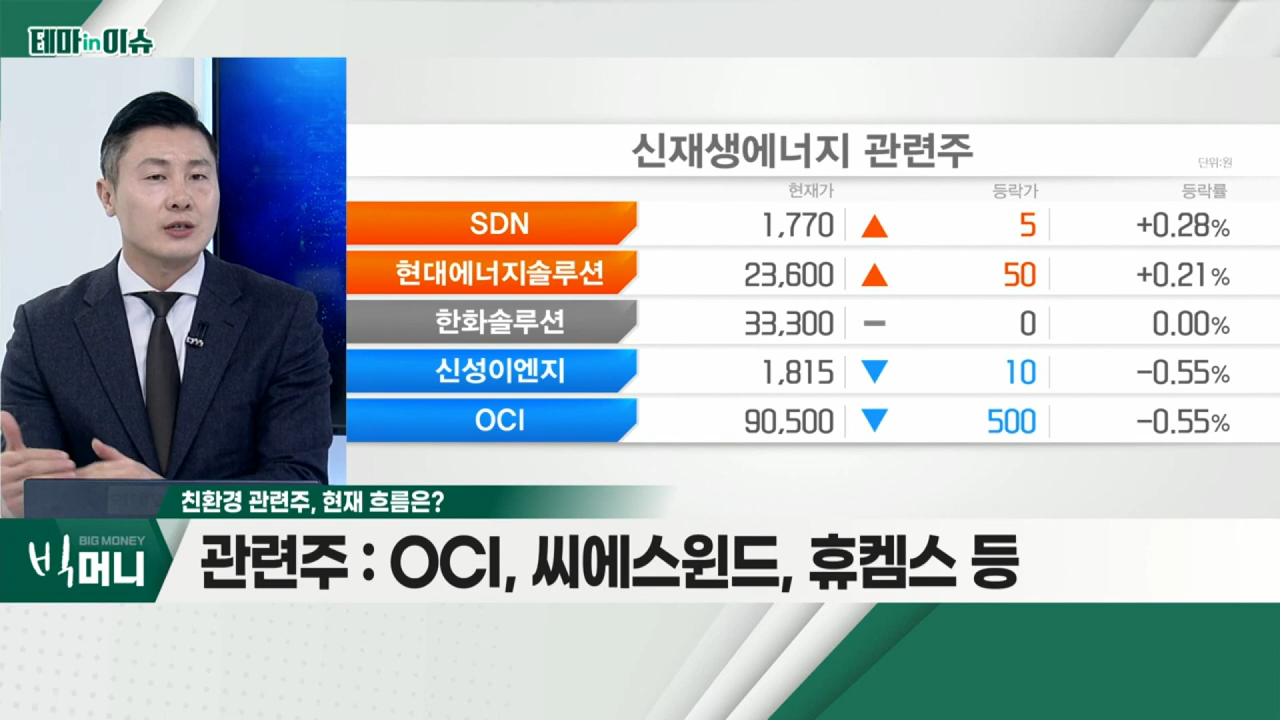 테마in이슈
신재생에너지 관련주
단위:원
현재가 등락가 등락률
SDN 1,770 ▲ 5 +0.28%
현대에너지솔루션 23,600 ▲ 50 +0.21%
한화솔루션 33,300 - 0 0.00%
신성이엔지 1,815 ▼ 10 -0.55%
OCI 90,500 ▼ 500 -0.55%
친환경 관련주, 현재 흐름은?
BIG MONEY
빅머니
관련주 : OCI, 씨에스윈드, 휴켐스 등